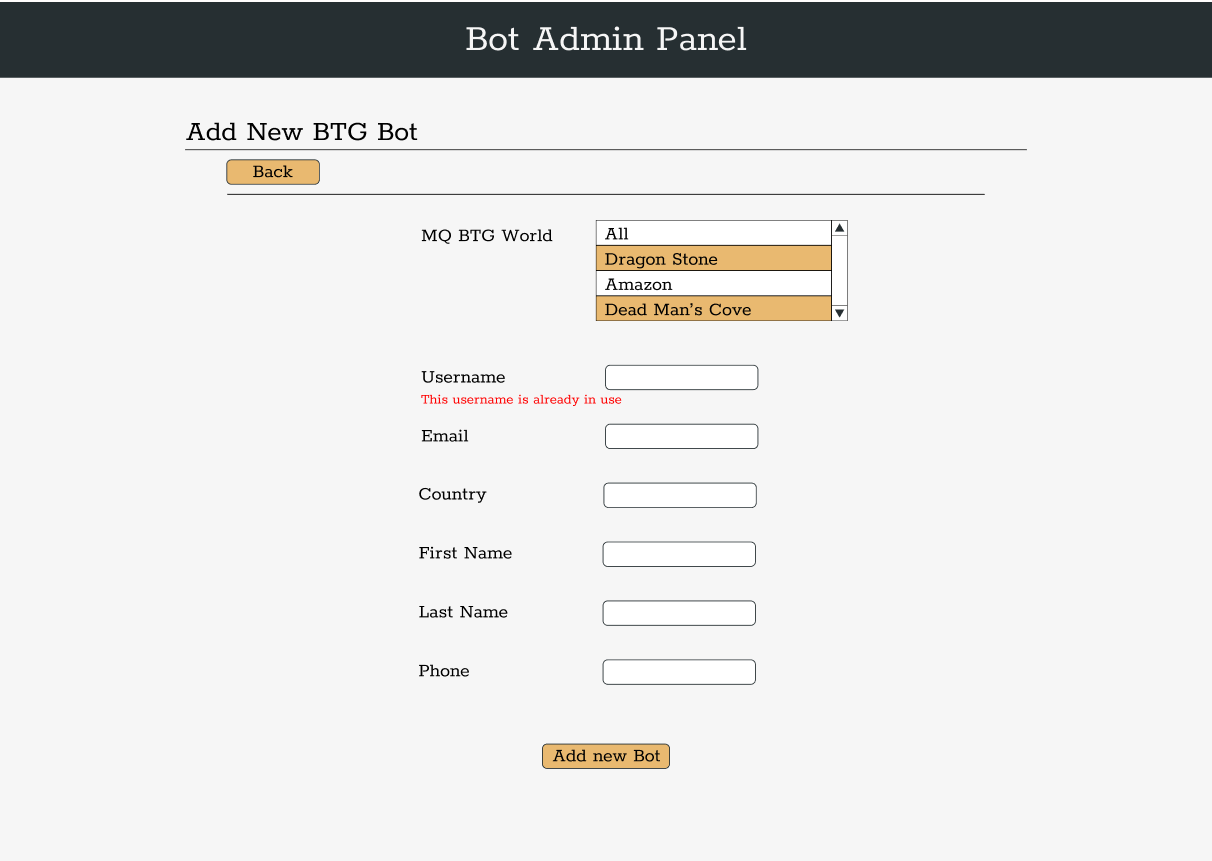 Bot Admin Panel
Add New BTG Bot
Back
MQ BTG World
All
Dragon Stone
Amazon
Dead Man’s Cove
Username
This username is already in use
Email
Country
First Name
Last Name
Phone
Add new Bot